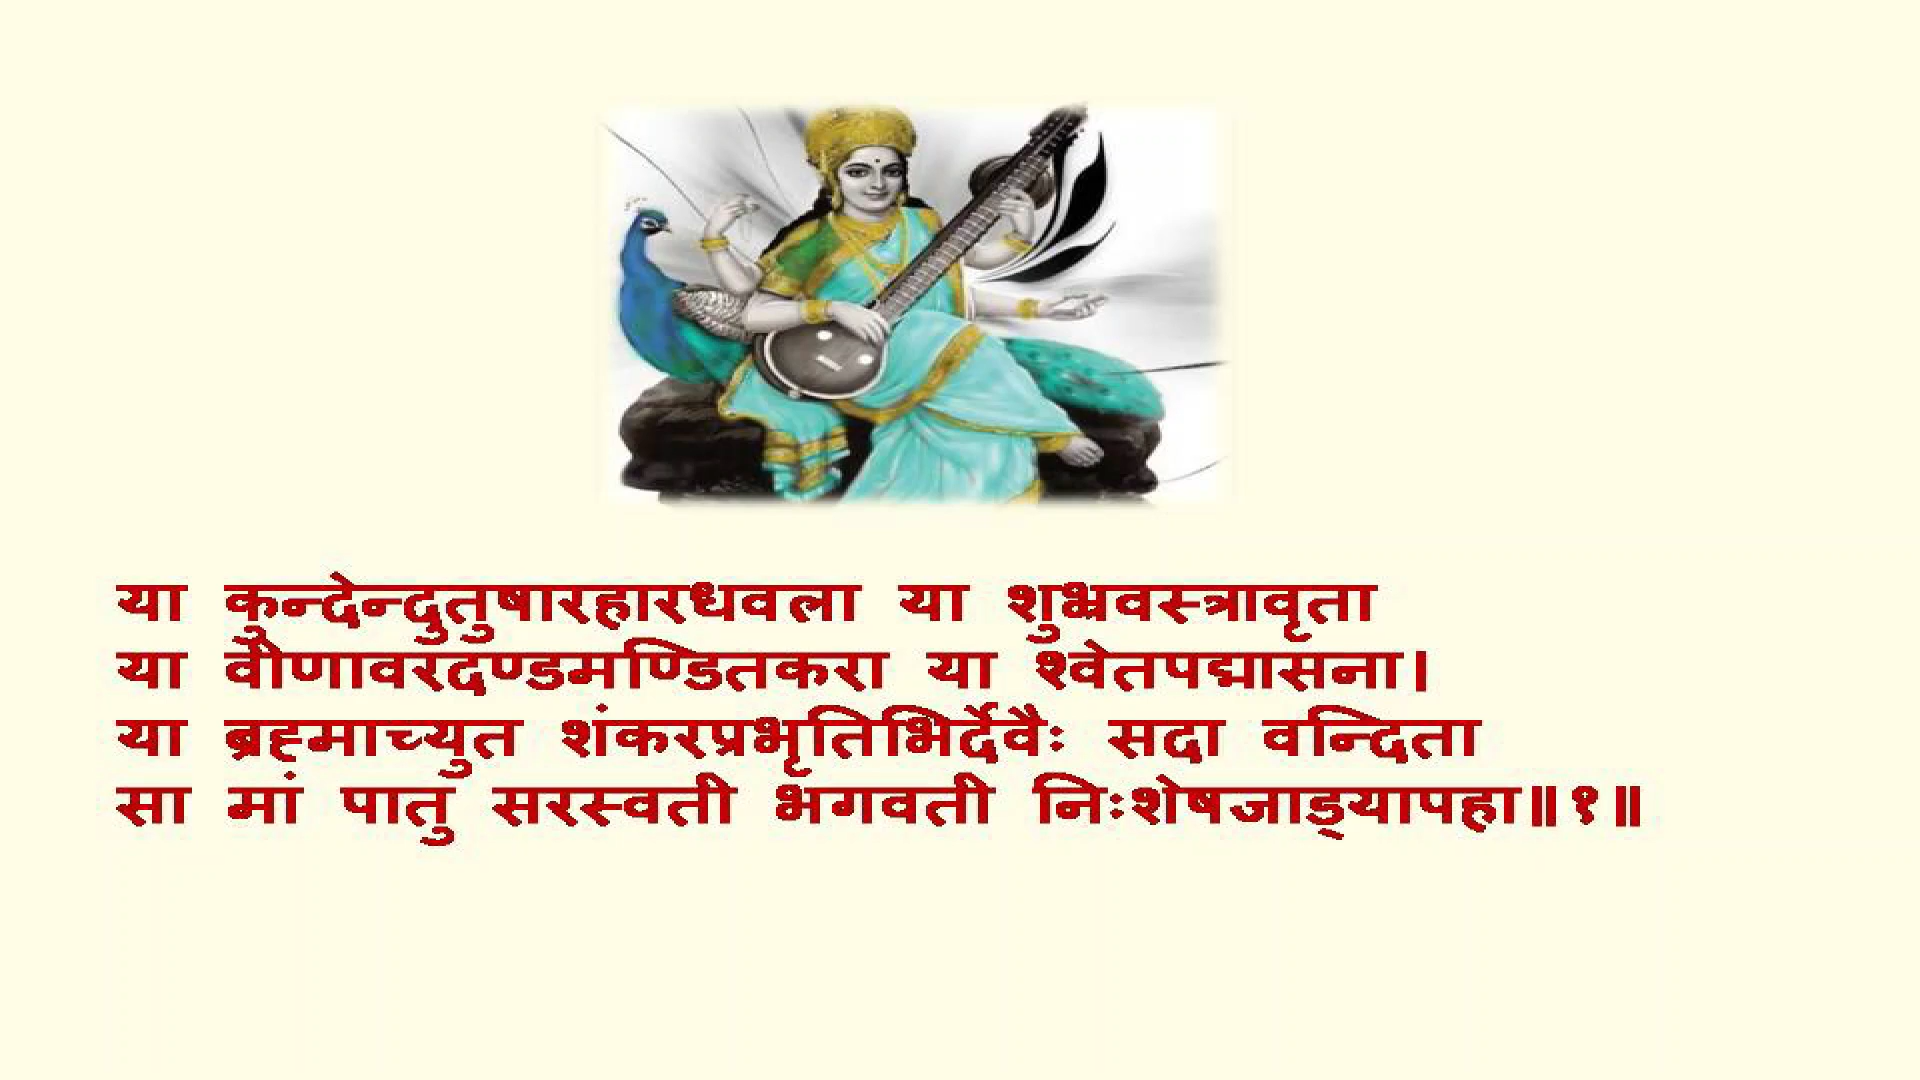 या कुन्देन्दुतुषारहारधवला या शुभ्रवस्त्रावृता
या वीणावरदण्डमण्डितकरा या श्वेतपद्मासना।
या ब्रह्माच्युत शंकरप्रभृतिभिर्देवैः सदा वन्दिता
सा मां पातु सरस्वती भगवती निःशेषजाड्यापहा॥१॥